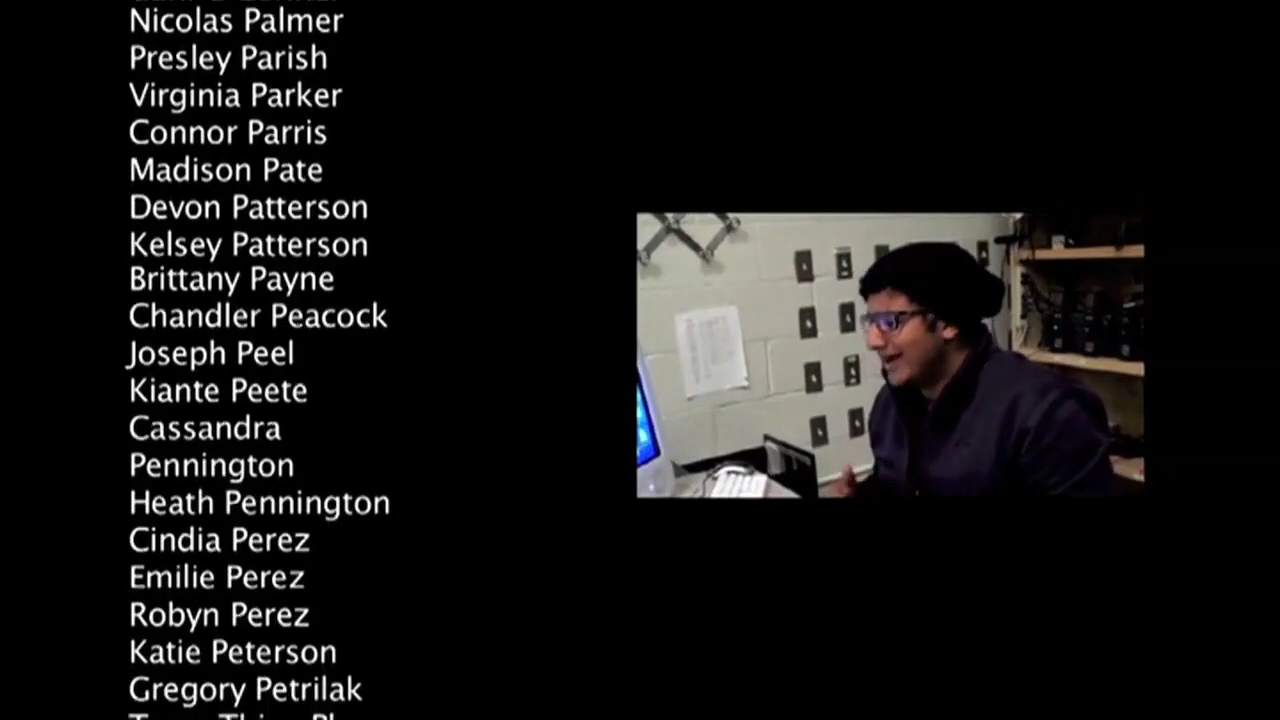 Nicolas Palmer
Presley Parish
Virginia Parker
Connor Parris
Madison Pate
Devon Patterson
Kelsey Patterson
Brittany Payne
Chandler Peacock
Joseph Peel
Kiante Peete
Cassandra
Pennington
Heath Pennington
Cindia Perez
Emilie Perez
Robyn Perez
Katie Peterson
Gregory Petrilak